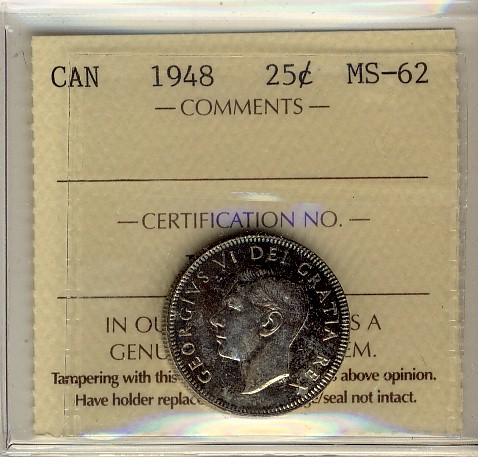 CAN 1948 25¢ MS-62
— COMMENTS —
— CERTIFICATION NO. —
IN OU S A
GENU EM.
Tampering with this above opinion.
Have holder replac /seal not intact.
GEORGIVS VI DEI GRATIA REX